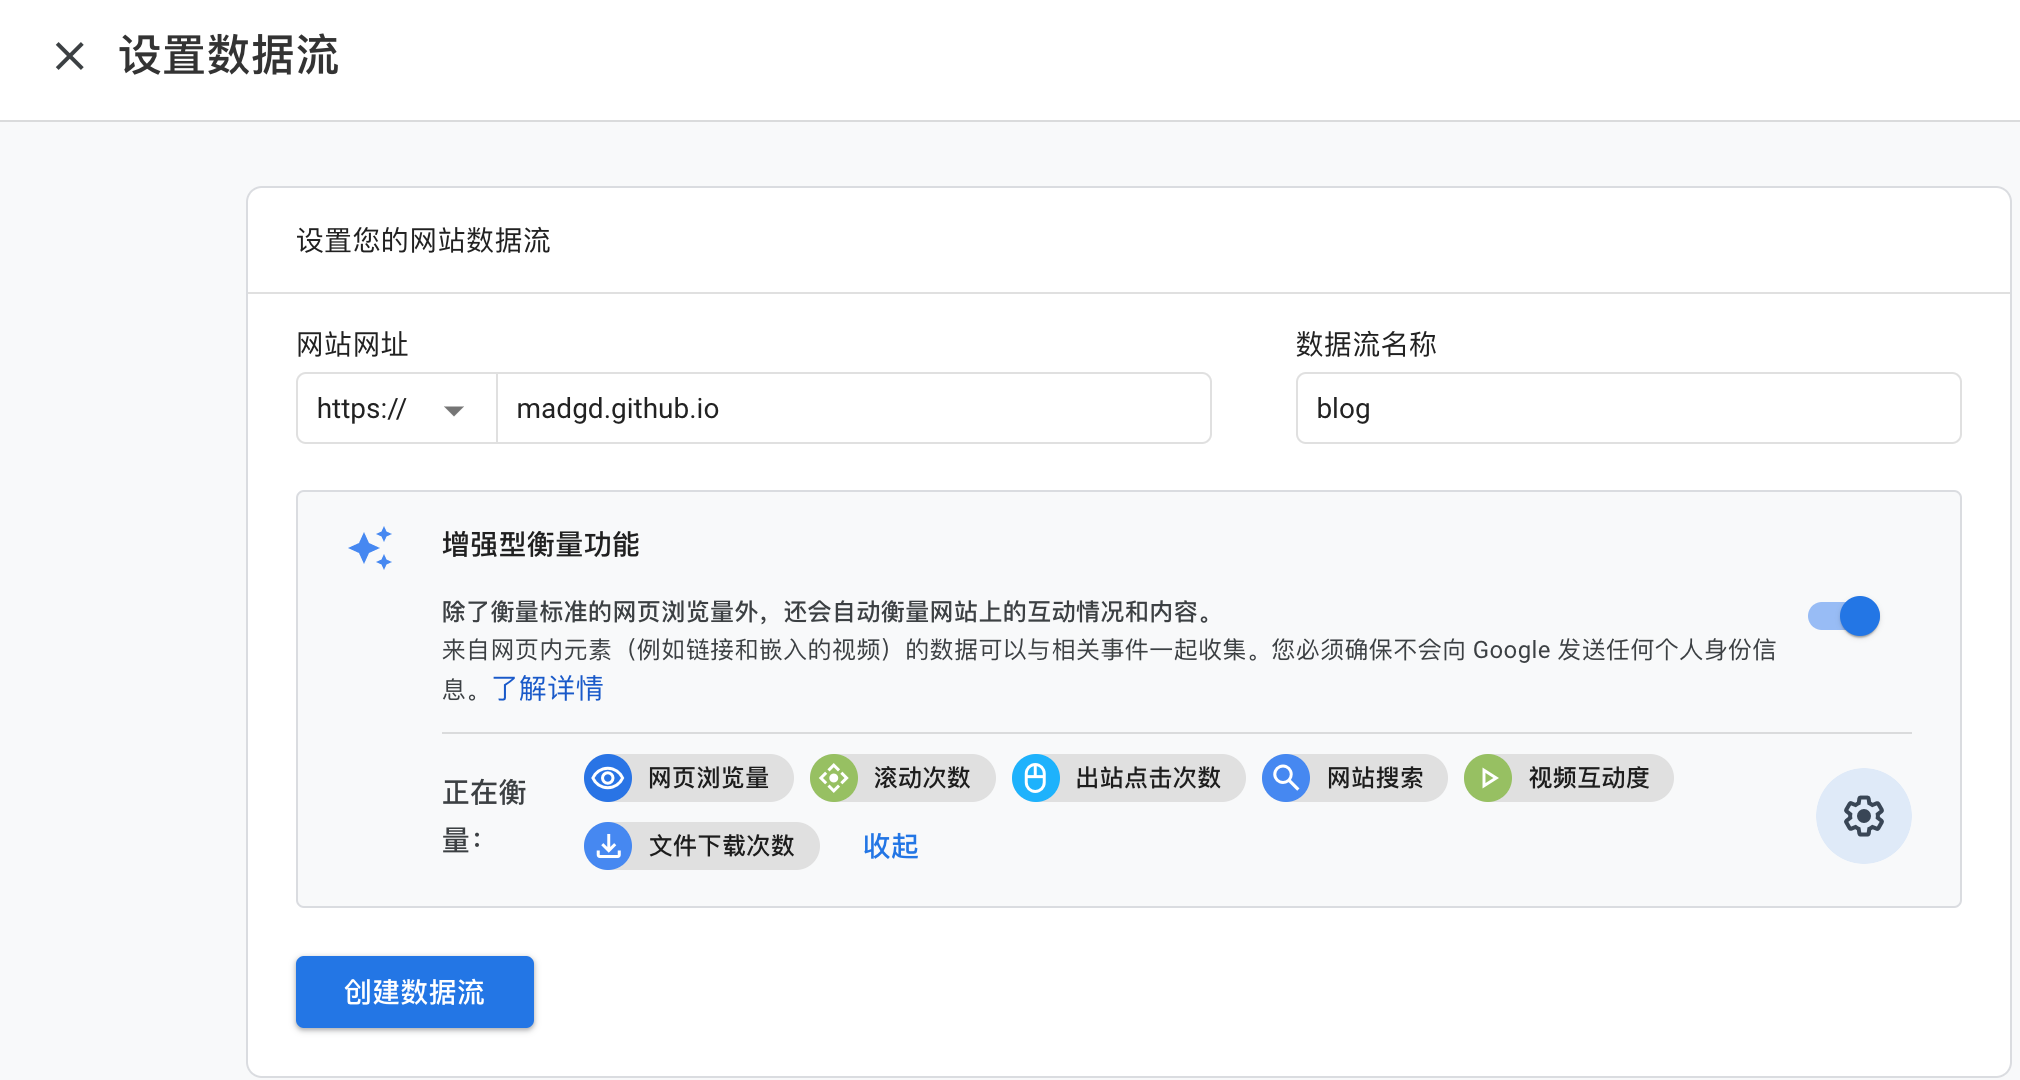 设置数据流
设置您的网站数据流
网站网址
数据流名称
https://
madgd.github.io
blog
增强型衡量功能
除了衡量标准的网页浏览量外，还会自动衡量网站上的互动情况和内容。
来自网页内元素（例如链接和嵌入的视频）的数据可以与相关事件一起收集。您必须确保不会向 Google 发送任何个人身份信
息。了解详情
正在衡
量：
网页浏览量
滚动次数
出站点击次数
网站搜索
视频互动度
文件下载次数
收起
创建数据流